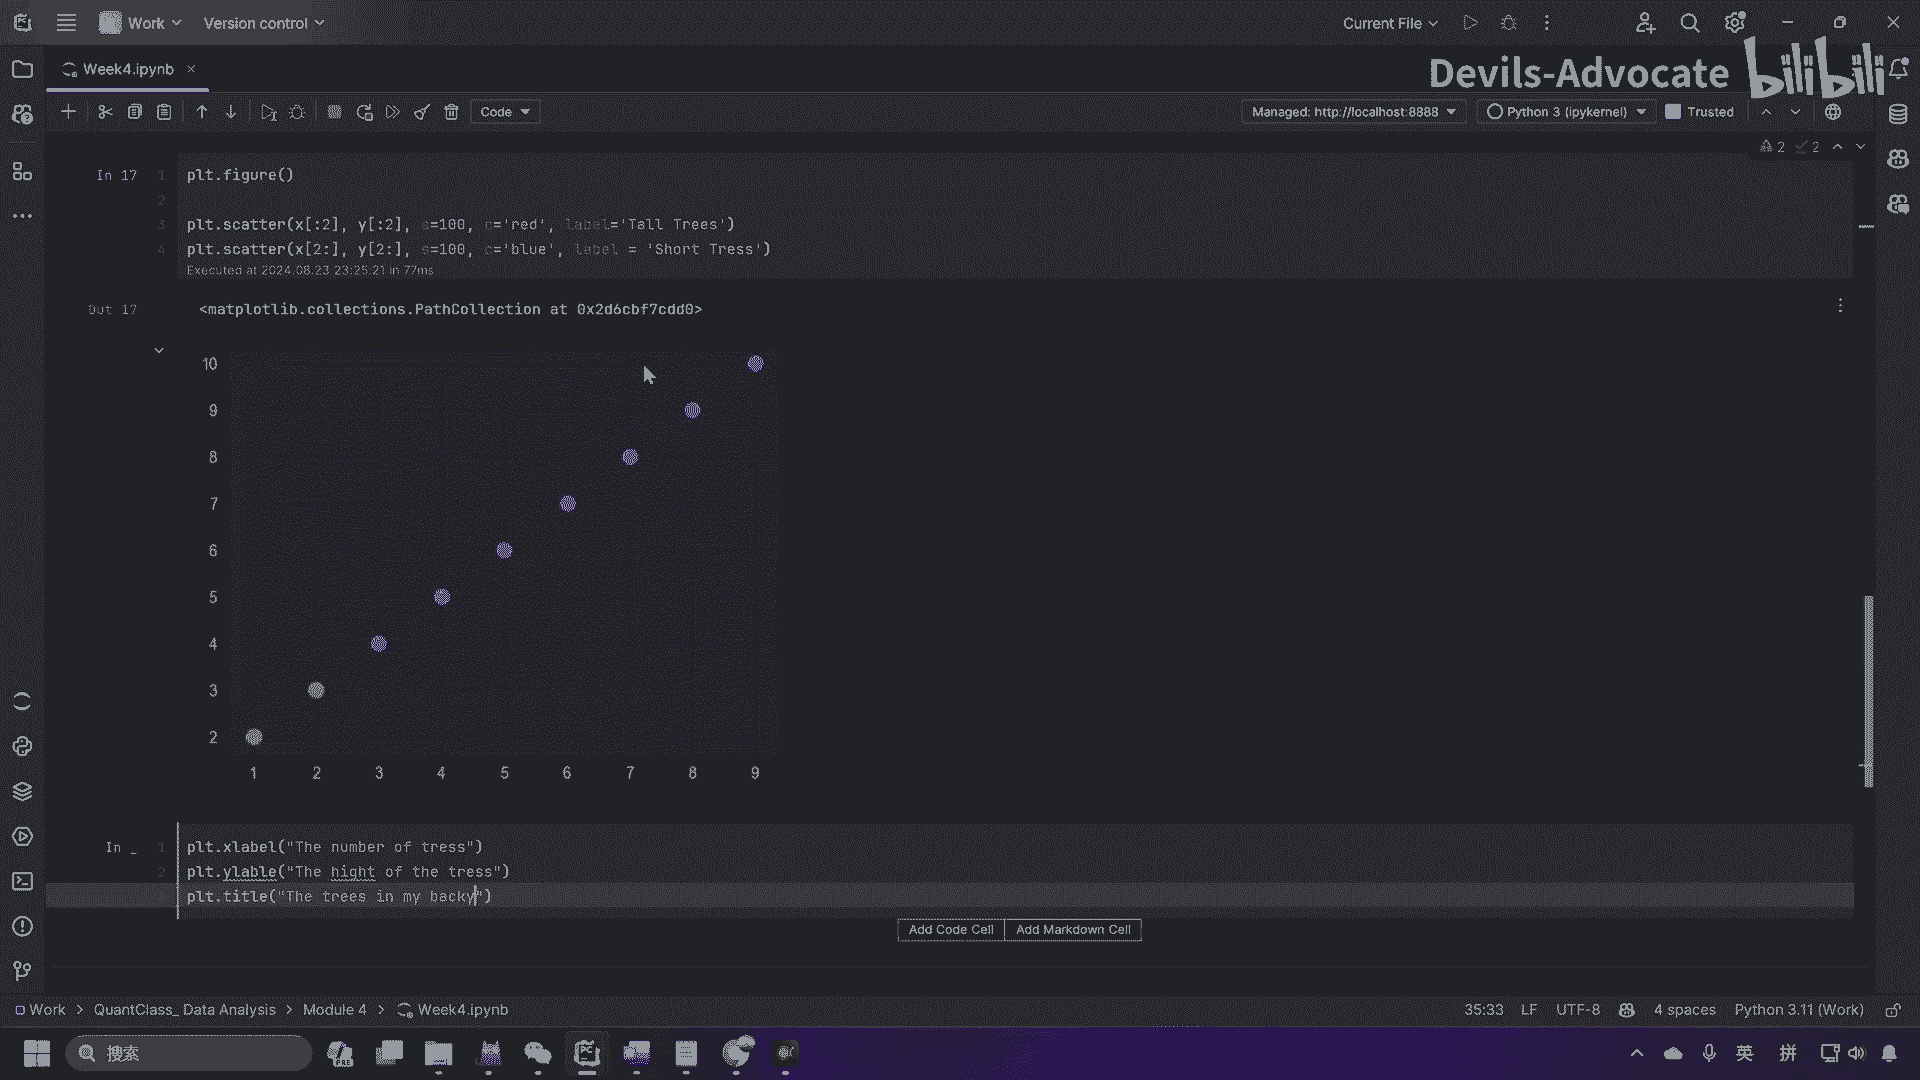 Work
Version control
Current File
Week4.ipynb
Devils-Advocate bilibili
Code
Managed: http://localhost:8888
Python 3 (ipykernel)
Trusted
2 2
In 17
1 plt.figure()
2
3 plt.scatter(x[:2], y[:2], s=100, c='red', label='Tall Trees')
4 plt.scatter(x[2:], y[2:], s=100, c='blue', label = 'Short Tress')
Executed at 2024.08.23 23:25:21 in 77ms
Out 17
<matplotlib.collections.PathCollection at 0x2d6cbf7cdd0>
10
9
8
7
6
5
4
3
2
1 2 3 4 5 6 7 8 9
In _
1 plt.xlabel("The number of tress")
2 plt.ylable("The hight of the tress")
3 plt.title("The trees in my backy")
Add Code Cell Add Markdown Cell
Work > QuantClass_ Data Analysis > Module 4 > Week4.ipynb
35:33 LF UTF-8 4 spaces Python 3.11 (Work)
搜索
PRE
PC
英
拼